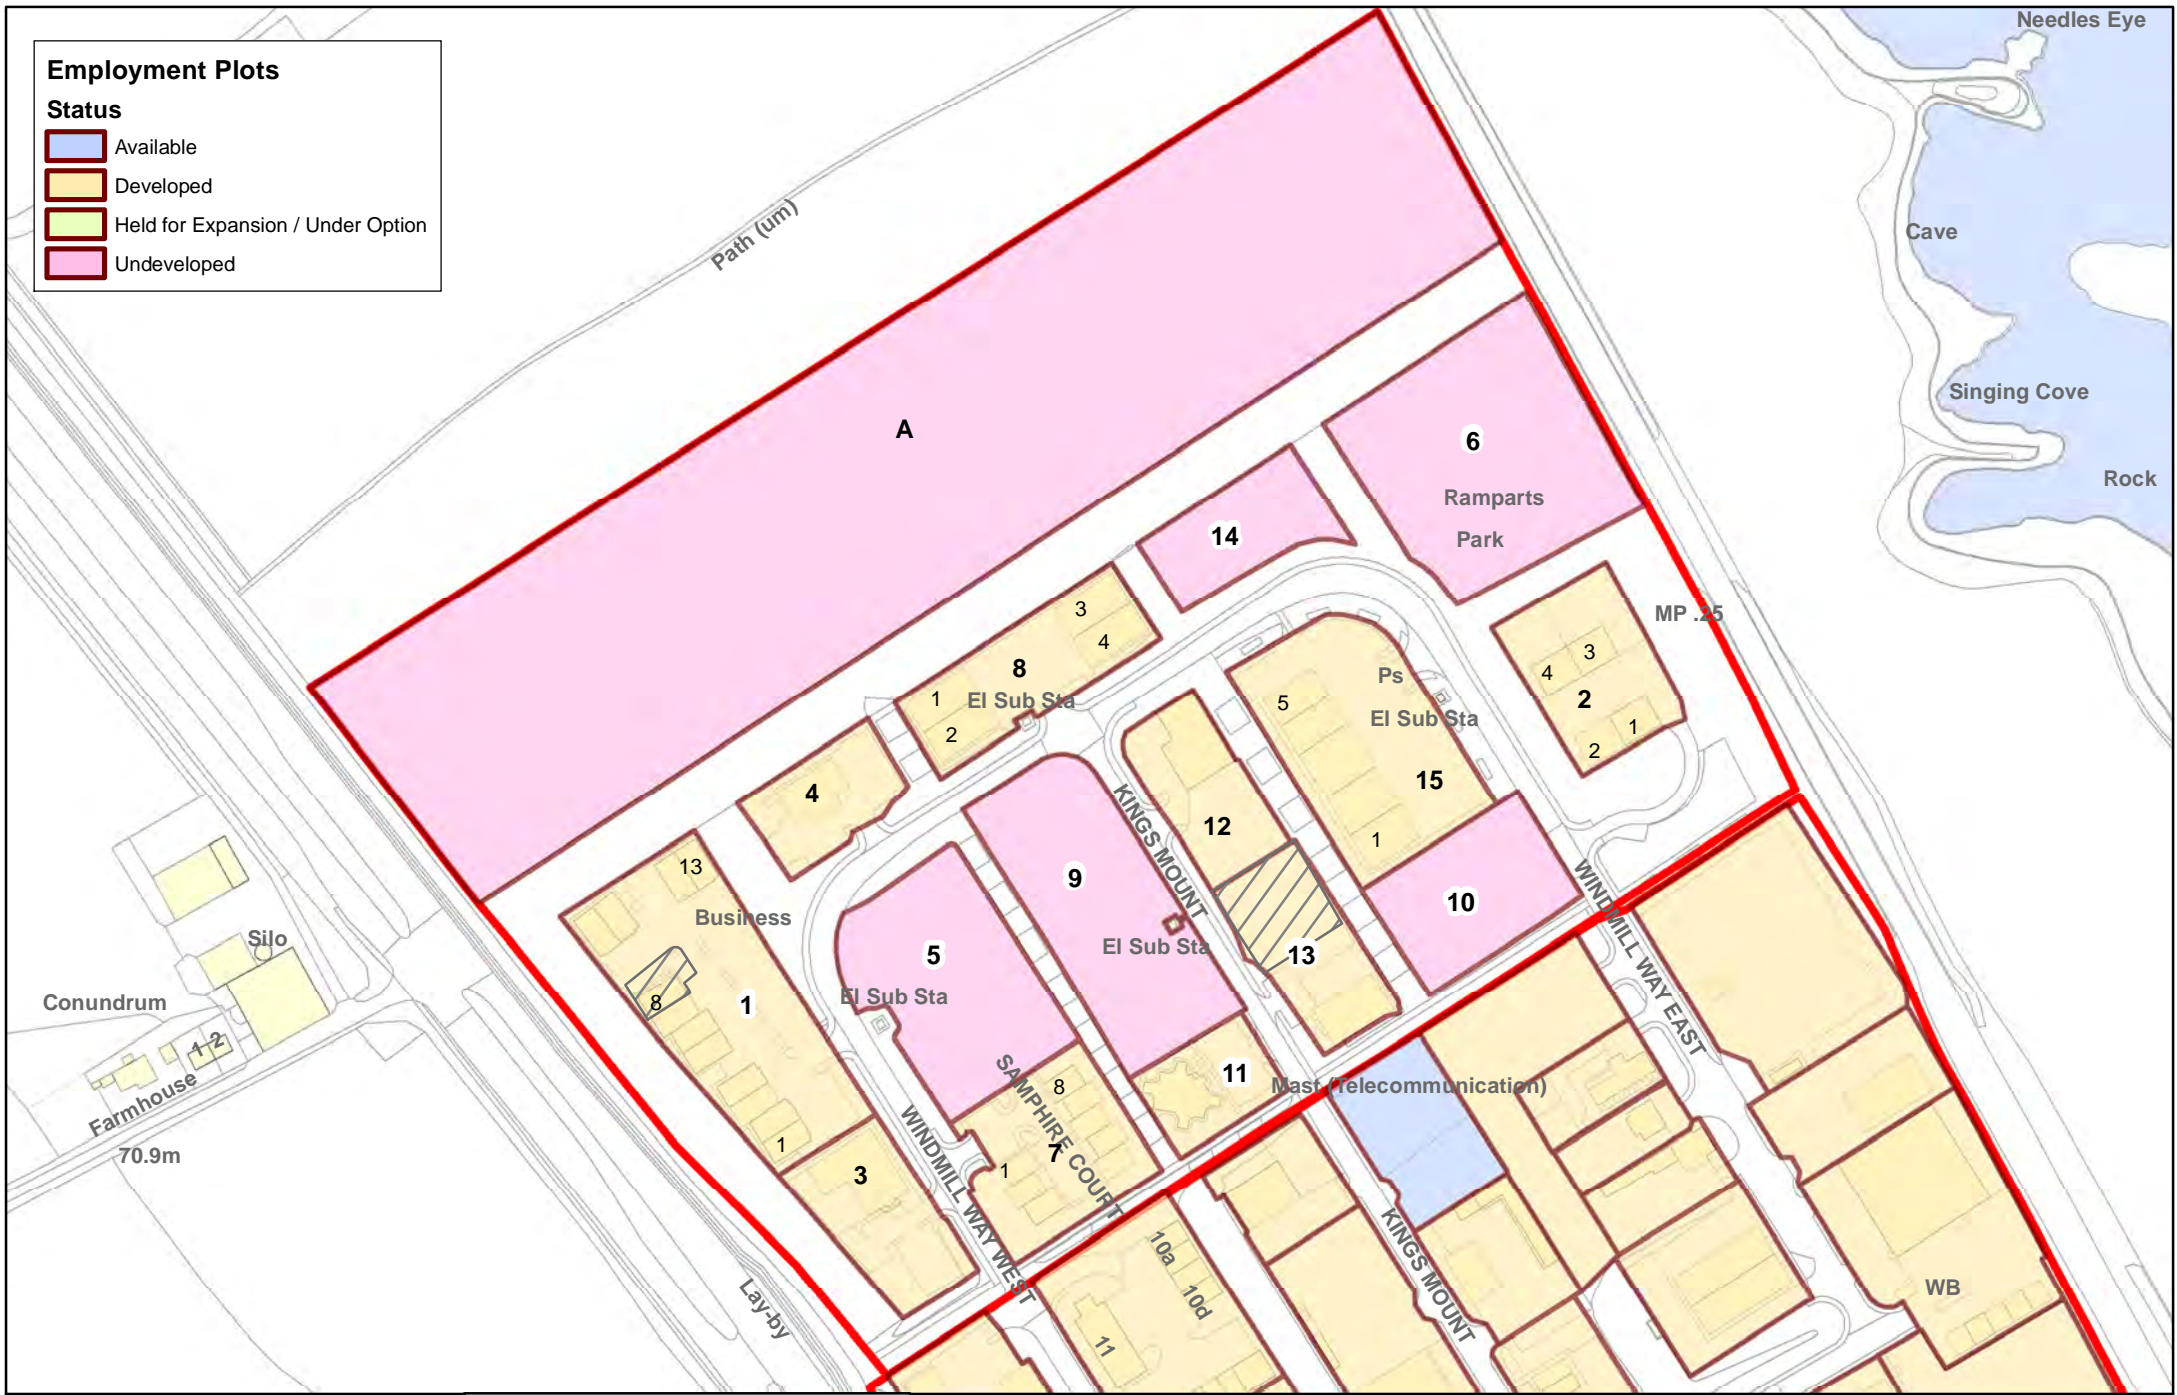 Employment Plots
Status
Available
Developed
Held for Expansion / Under Option
Undeveloped
Needles Eye
Path (um)
Cave
Singing Cove
Rock
A
6
Ramparts
Park
14
MP .25
3
4
8
1
El Sub Sta
2
Ps
5
El Sub Sta
15
1
3
4
2
1
2
4
KINGS MOUNT
12
9
10
WINDMILL WAY EAST
13
Business
8
1
1
5
El Sub Sta
El Sub Sta
13
Silo
Conundrum
1
2
Farmhouse
70.9m
SAMPHIRE COURT
8
7
1
11
Mast (Telecommunication)
3
WINDMILL WAY WEST
Lay-by
10a
10d
11
KINGS MOUNT
WB